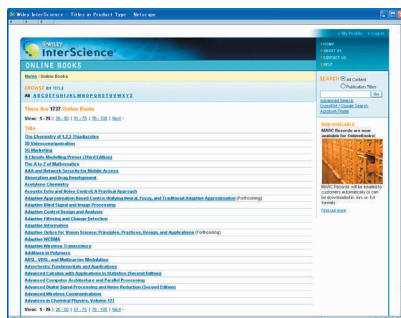 Wiley InterScience - Titles in Product Type - Netscape
My Profile
Log In
WILEY
InterScience
HOME
ABOUT US
CONTACT US
HELP
ONLINE BOOKS
Home / Online Books
BROWSE BY TITLE
All A B C D E F G H I J K L M N O P Q R S T U V W X Y Z
There Are 1737 Online Books
View: 1 - 25 | 26 - 50 | 51 - 75 | 76 - 100 | Next
Title
The Chemistry of 1,2,3-Thiadiazoles
3D Videocommunication
3G Marketing
A Climate Modelling Primer (Third Edition)
The A to Z of Mathematics
AAA and Network Security for Mobile Access
Absorption and Drug Development
Acetylene Chemistry
Acoustic Echo and Noise Control: A Practical Approach
Adaptive Approximation Based Control: Unifying Neural, Fuzzy, and Traditional Adaptive Approximation (Forthcoming)
Adaptive Blind Signal and Image Processing
Adaptive Control Design and Analysis
Adaptive Filtering and Change Detection
Adaptive Information
Adaptive Optics for Vision Science: Principles, Practices, Design, and Applications (Forthcoming)
Adaptive WCDMA
Adaptive Wireless Transceivers
Additives in Polymers
ADSL, VDSL, and Multicarrier Modulation
Adsorbents: Fundamentals and Applications
Advanced Calculus with Applications in Statistics (Second Edition)
Advanced Computer Architecture and Parallel Processing
Advanced Digital Signal Processing and Noise Reduction (Second Edition)
Advanced Wireless Communications
Advances in Chemical Physics, Volume 121
View: 1 - 25 | 26 - 50 | 51 - 75 | 76 - 100 | Next
SEARCH All Content
Publication Titles
Go
Advanced Search
CrossRef / Google Search
Acronym Finder
NOW AVAILABLE
MARC Records are now
available for OnlineBooks!
MARC Records will be emailed to
customers automatically or can
be downloaded in .mrc or .txt
formats.
Find out more